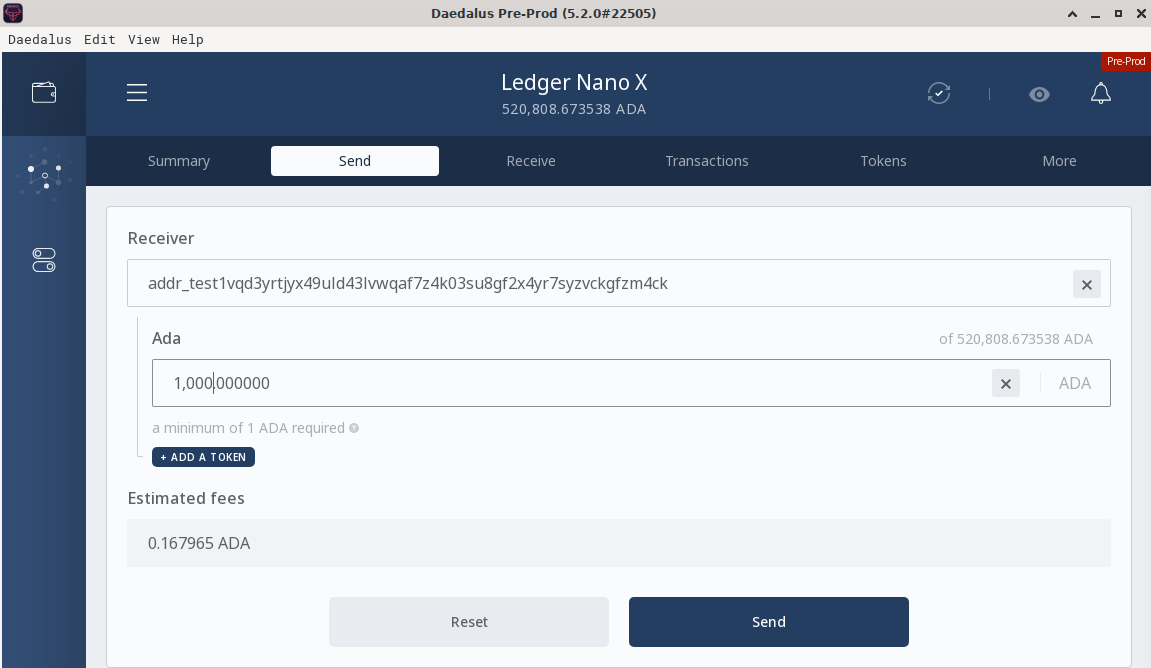 Daedalus Pre-Prod (5.2.0#22505)
Daedalus Edit View Help
Pre-Prod
Ledger Nano X
520,808.673538 ADA
Summary Send Receive Transactions Tokens More
Receiver
addr_test1vqd3yrtjyx49uld43lvwqaf7z4k03su8gf2x4yr7syzvckgfzm4ck
Ada of 520,808.673538 ADA
1,000.000000 ADA
a minimum of 1 ADA required
+ ADD A TOKEN
Estimated fees
0.167965 ADA
Reset Send